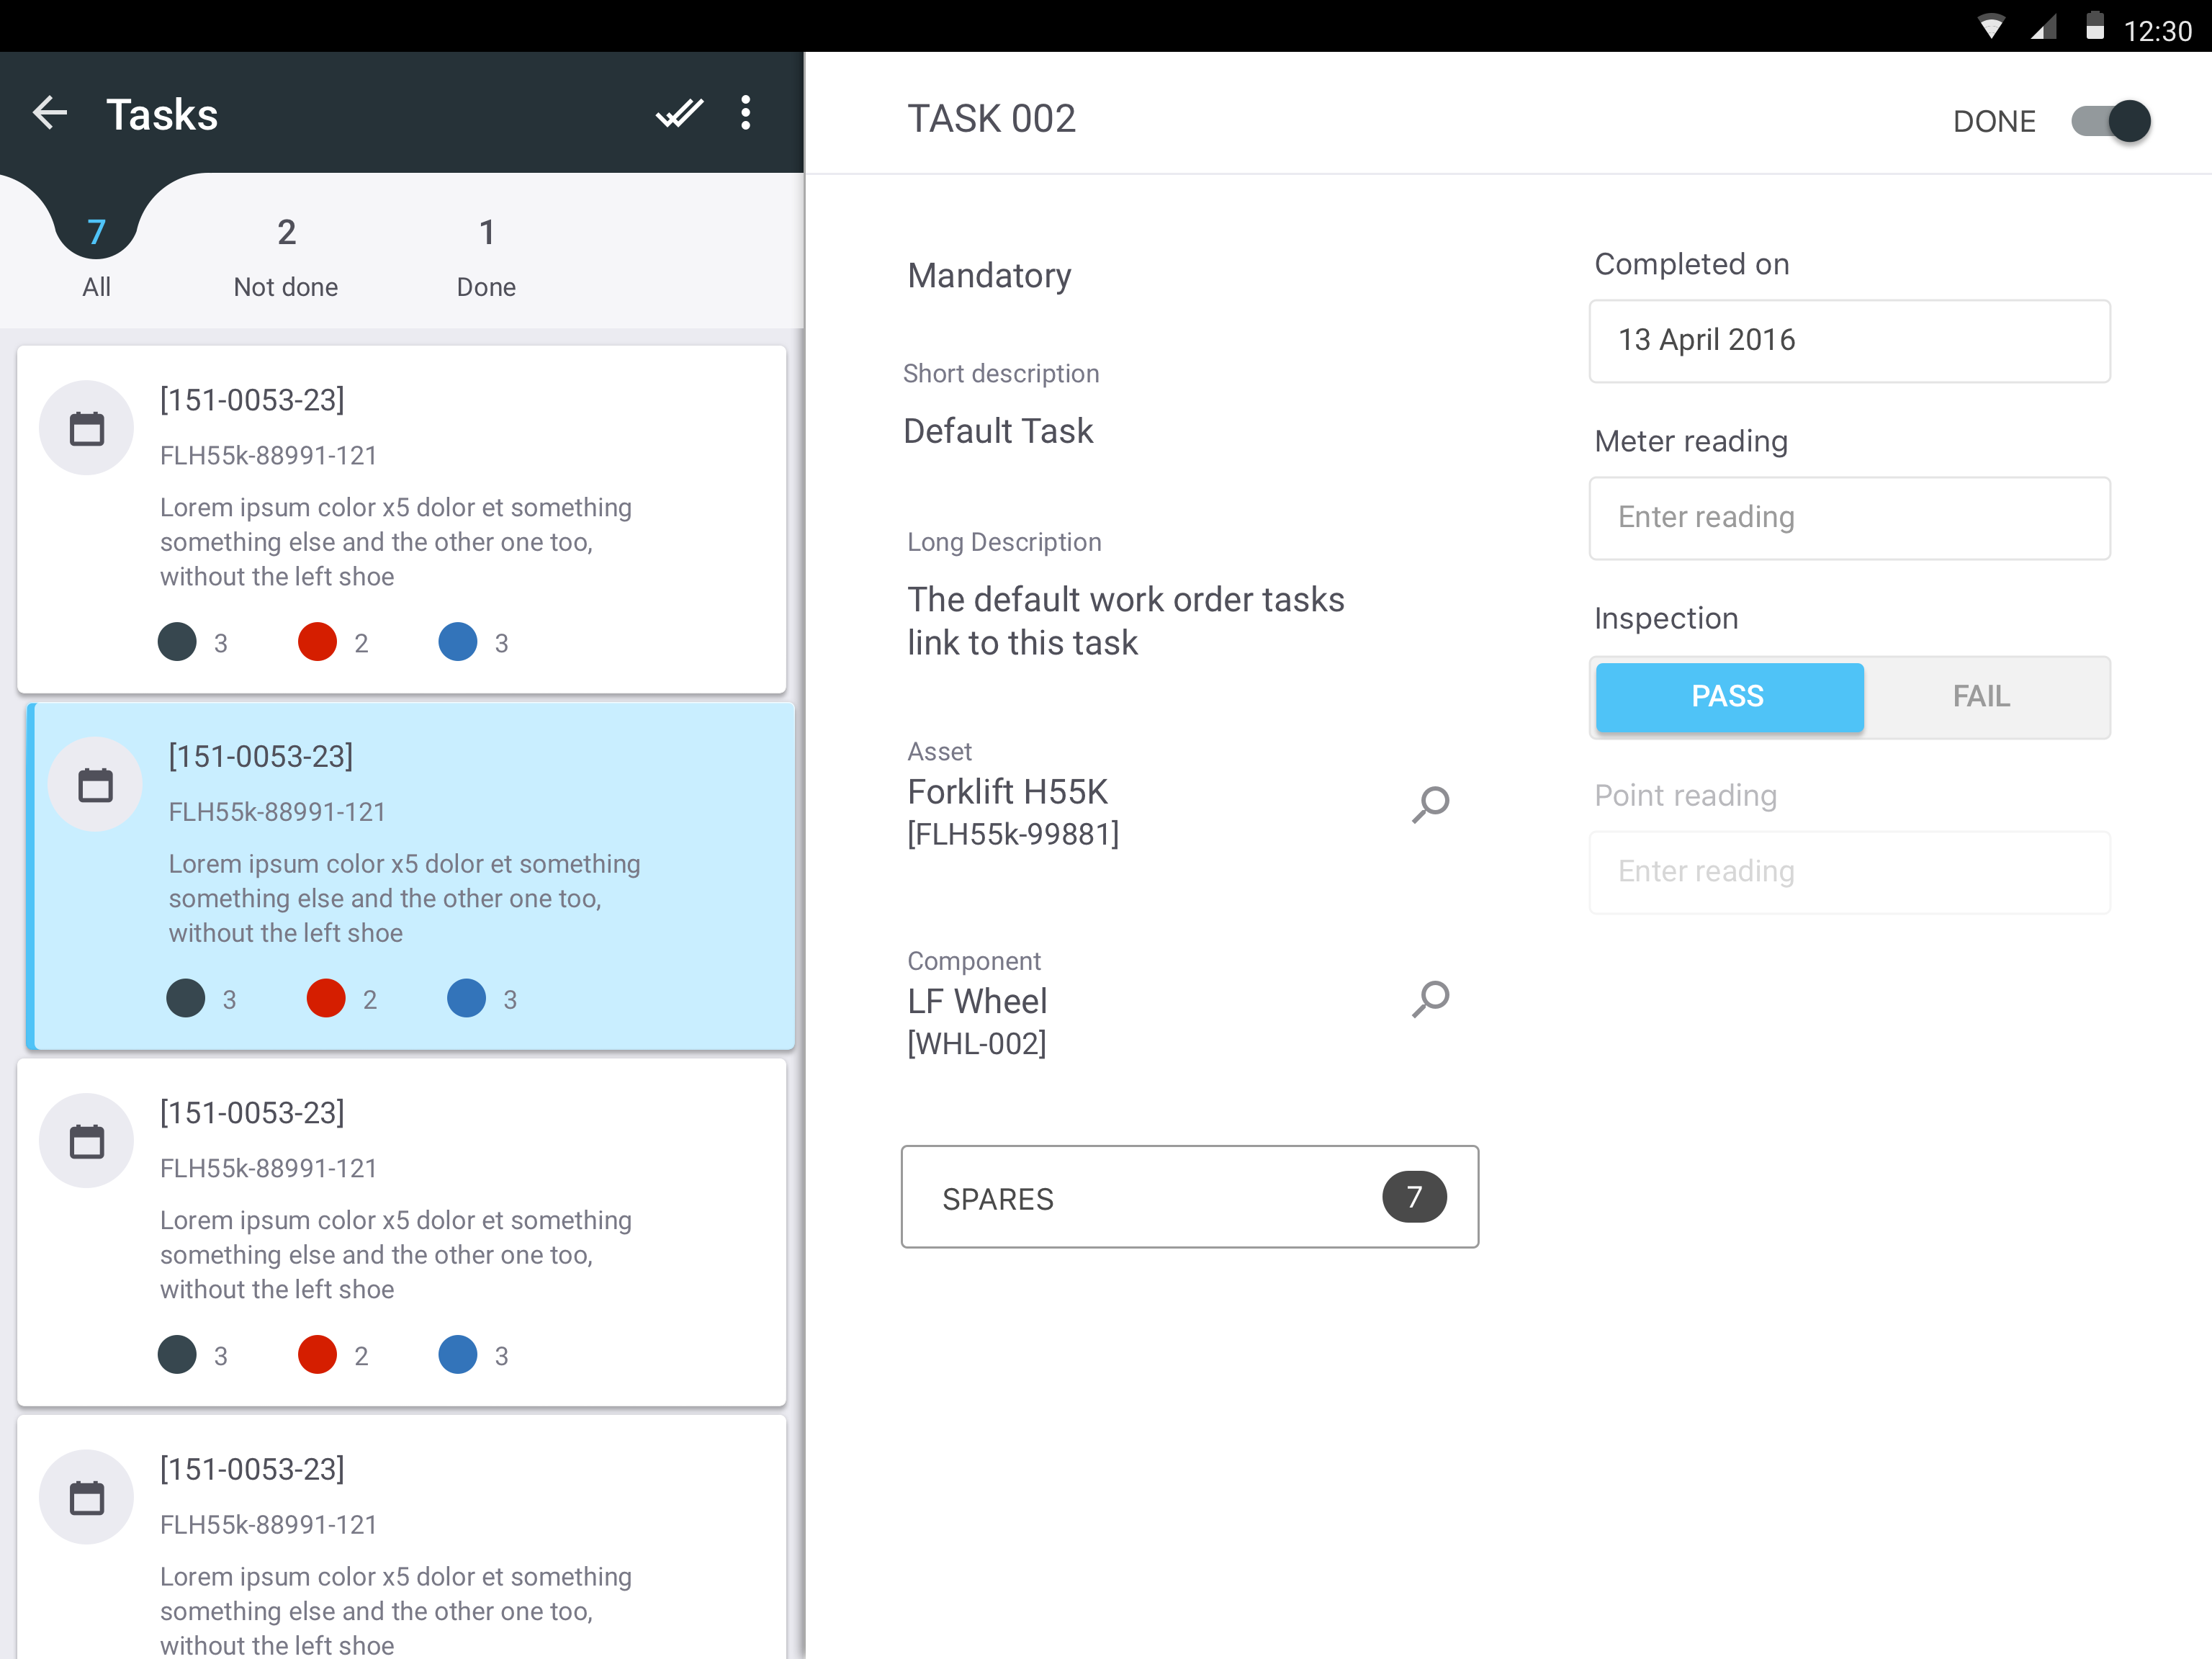 12:30
Tasks
7
All
2
Not done
1
Done
[151-0053-23]
FLH55k-88991-121
Lorem ipsum color x5 dolor et something
something else and the other one too,
without the left shoe
3 2 3
[151-0053-23]
FLH55k-88991-121
Lorem ipsum color x5 dolor et something
something else and the other one too,
without the left shoe
3 2 3
[151-0053-23]
FLH55k-88991-121
Lorem ipsum color x5 dolor et something
something else and the other one too,
without the left shoe
3 2 3
[151-0053-23]
FLH55k-88991-121
Lorem ipsum color x5 dolor et something
something else and the other one too,
without the left shoe
TASK 002
DONE
Mandatory
Short description
Default Task
Long Description
The default work order tasks
link to this task
Asset
Forklift H55K
[FLH55k-99881]
Component
LF Wheel
[WHL-002]
SPARES 7
Completed on
13 April 2016
Meter reading
Enter reading
Inspection
PASS FAIL
Point reading
Enter reading